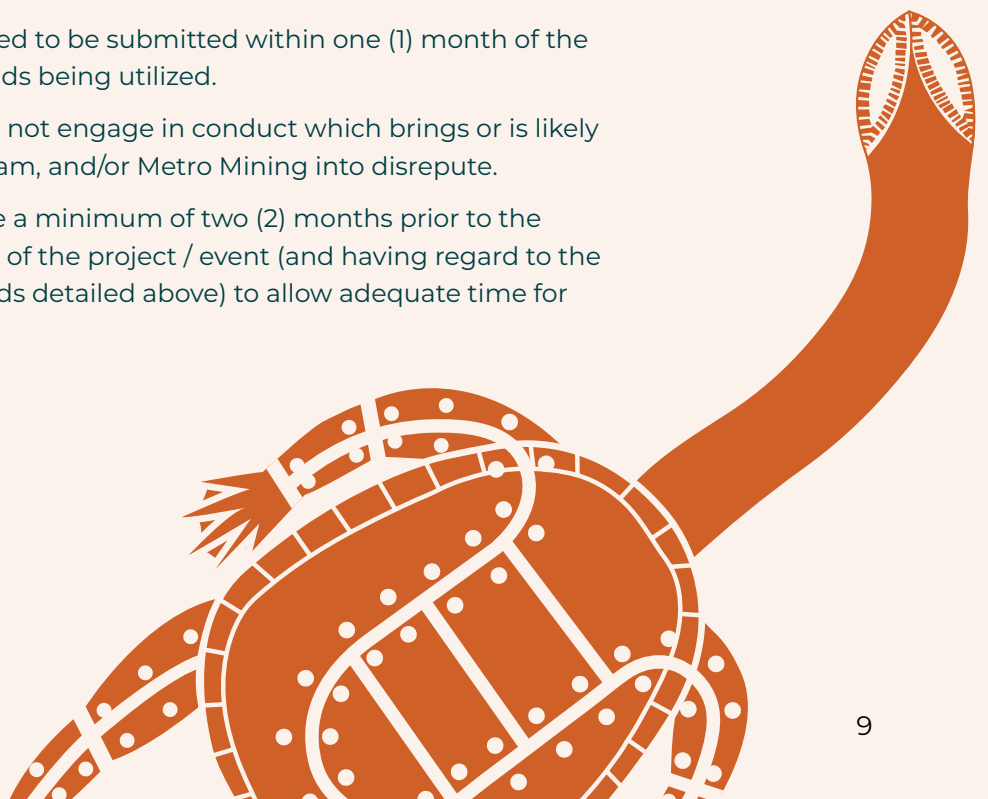 ed to be submitted within one (1) month of the
ds being utilized.
not engage in conduct which brings or is likely
am, and/or Metro Mining into disrepute.
e a minimum of two (2) months prior to the
of the project / event (and having regard to the
ds detailed above) to allow adequate time for
9